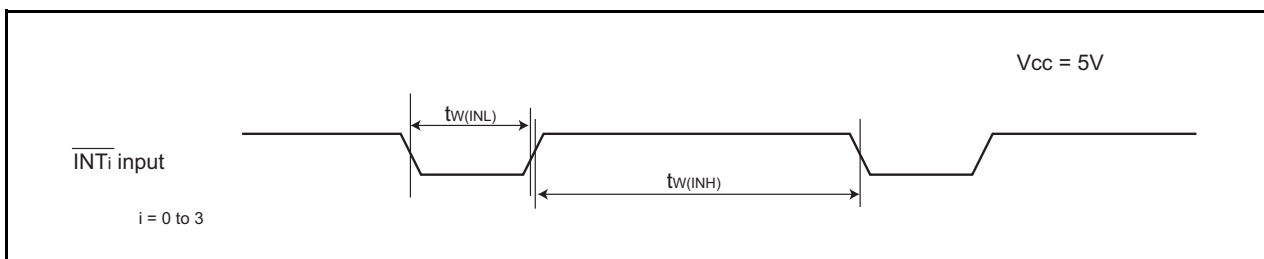 Vcc = 5V
tW(INL)
INTi input
tW(INH)
i = 0 to 3